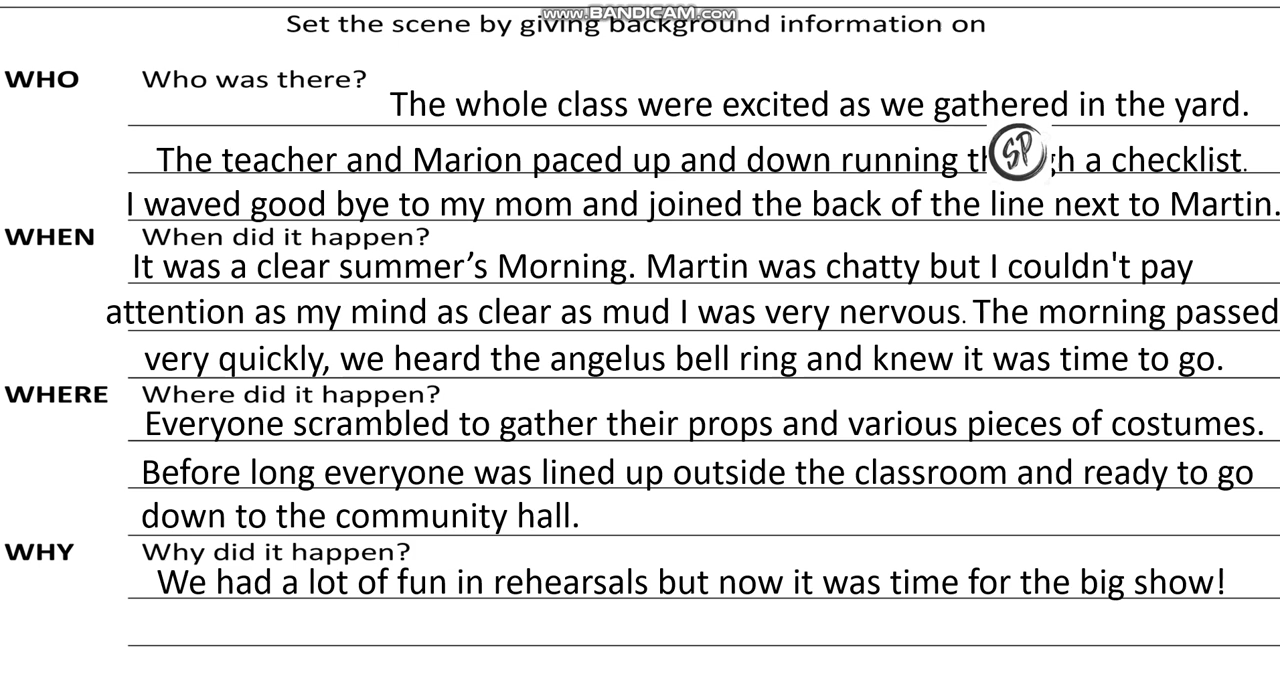 www.BANDICAM.com
Set the scene by giving background information on
WHO Who was there?
The whole class were excited as we gathered in the yard.
The teacher and Marion paced up and down running a checklist.
SP
I waved good bye to my mom and joined the back of the line next to Martin.
WHEN When did it happen?
It was a clear summer’s Morning. Martin was chatty but I couldn't pay
attention as my mind as clear as mud I was very nervous. The morning passed
very quickly, we heard the angelus bell ring and knew it was time to go.
WHERE Where did it happen?
Everyone scrambled to gather their props and various pieces of costumes.
Before long everyone was lined up outside the classroom and ready to go
down to the community hall.
WHY Why did it happen?
We had a lot of fun in rehearsals but now it was time for the big show!